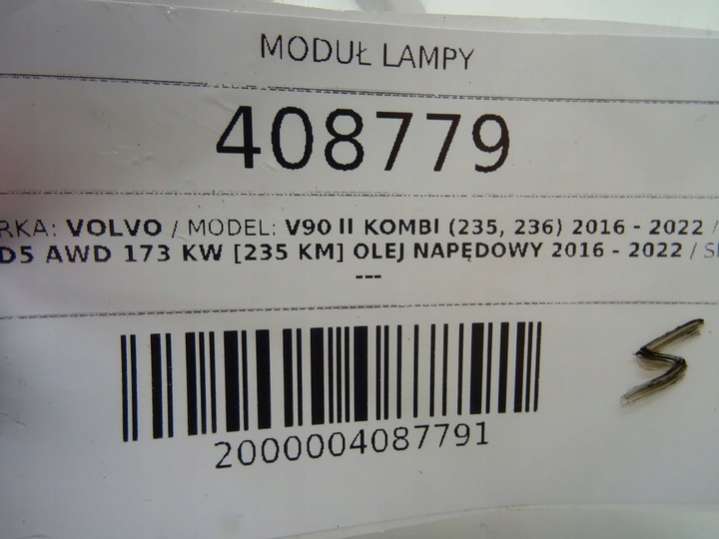 MODUŁ LAMPY
408779
RKA: VOLVO / MODEL: V90 II KOMBI (235, 236) 2016 - 2022 /
D5 AWD 173 KW [235 KM] OLEJ NAPĘDOWY 2016 - 2022 /
---
2000004087791
S